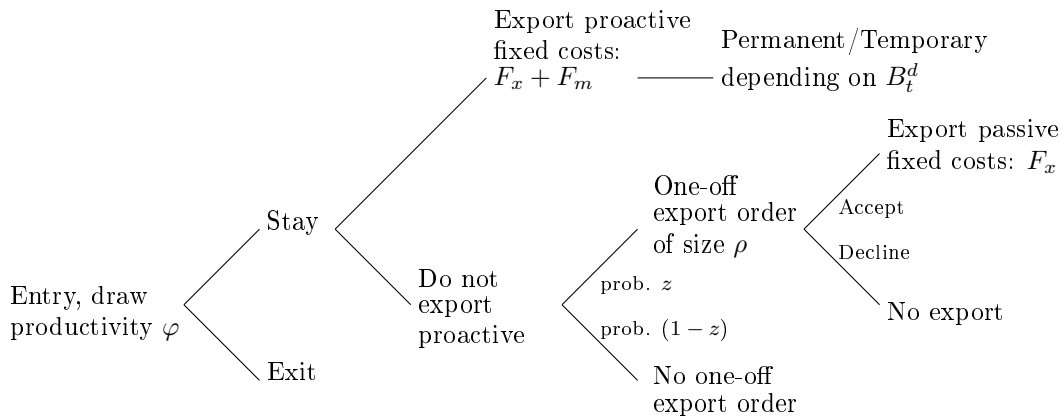 Export proactive
fixed costs:
$F_x + F_m$
Permanent/Temporary
depending on $B_t^d$
Export passive
fixed costs: $F_x$
One-off
export order
of size $\rho$
Accept
Decline
Stay
Do not
export
proactive
prob. $z$
prob. $(1-z)$
No export
Entry, draw
productivity $\varphi$
Exit
No one-off
export order